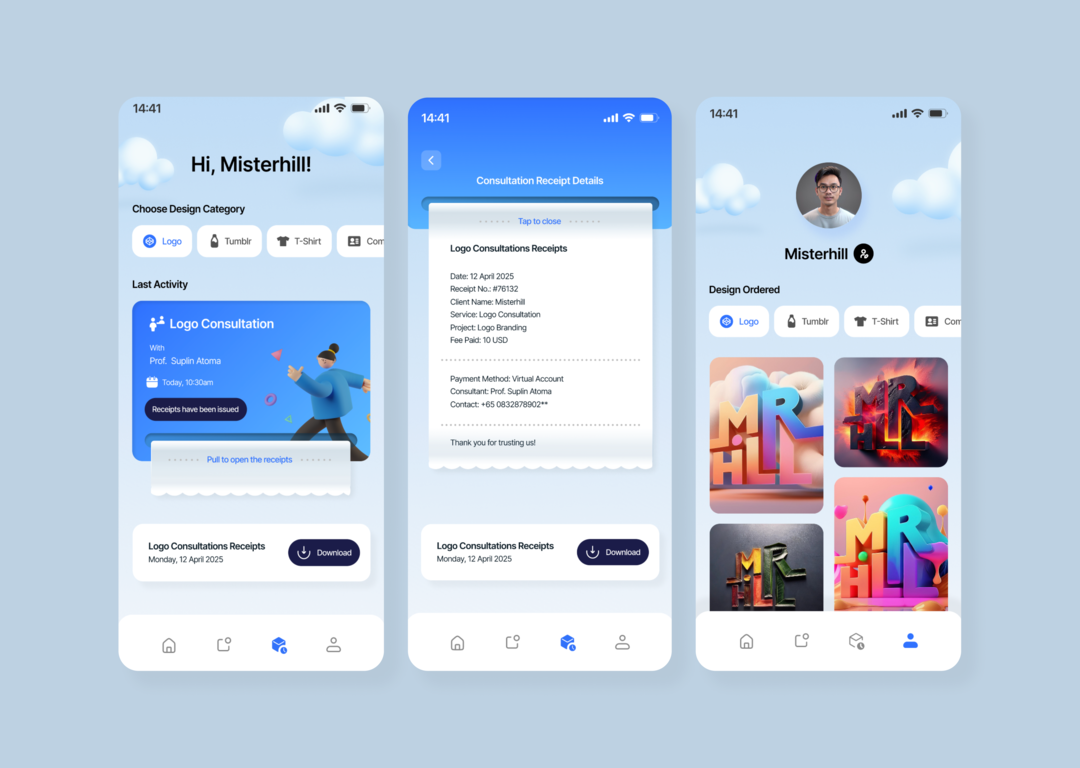 14:41
Hi, Misterhill!
Choose Design Category
Logo
Tumblr
T-Shirt
Com
Last Activity
Logo Consultation
With
Prof. Suplin Atoma
Today, 10:30am
Receipts have been issued
Pull to open the receipts
Logo Consultations Receipts
Monday, 12 April 2025
Download
14:41
Consultation Receipt Details
Tap to close
Logo Consultations Receipts
Date: 12 April 2025
Receipt No.: #76132
Client Name: Misterhill
Service: Logo Consultation
Project: Logo Branding
Fee Paid: 10 USD
Payment Method: Virtual Account
Consultant: Prof. Suplin Atoma
Contact: +65 0832878902**
Thank you for trusting us!
Logo Consultations Receipts
Monday, 12 April 2025
Download
14:41
Misterhill
Design Ordered
Logo
Tumblr
T-Shirt
Com
MR
HILL
MR
HILL
MR
HILL
MR
HILL